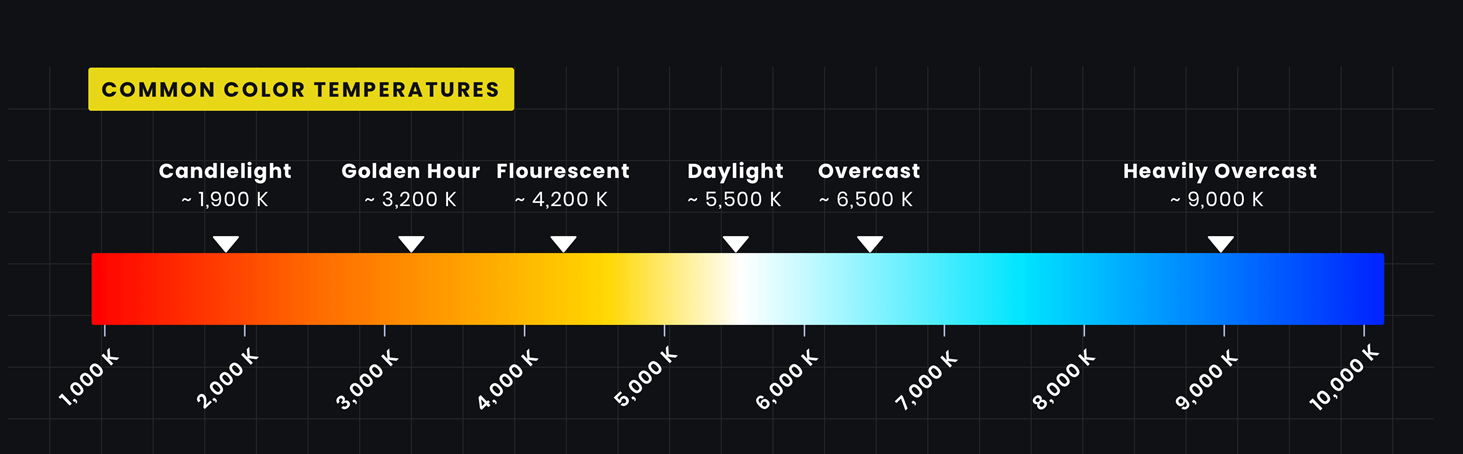 COMMON COLOR TEMPERATURES
Candlelight
~ 1,900 K
Golden Hour
~ 3,200 K
Flourescent
~ 4,200 K
Daylight
~ 5,500 K
Overcast
~ 6,500 K
Heavily Overcast
~ 9,000 K
1,000 K
2,000 K
3,000 K
4,000 K
5,000 K
6,000 K
7,000 K
8,000 K
9,000 K
10,000 K